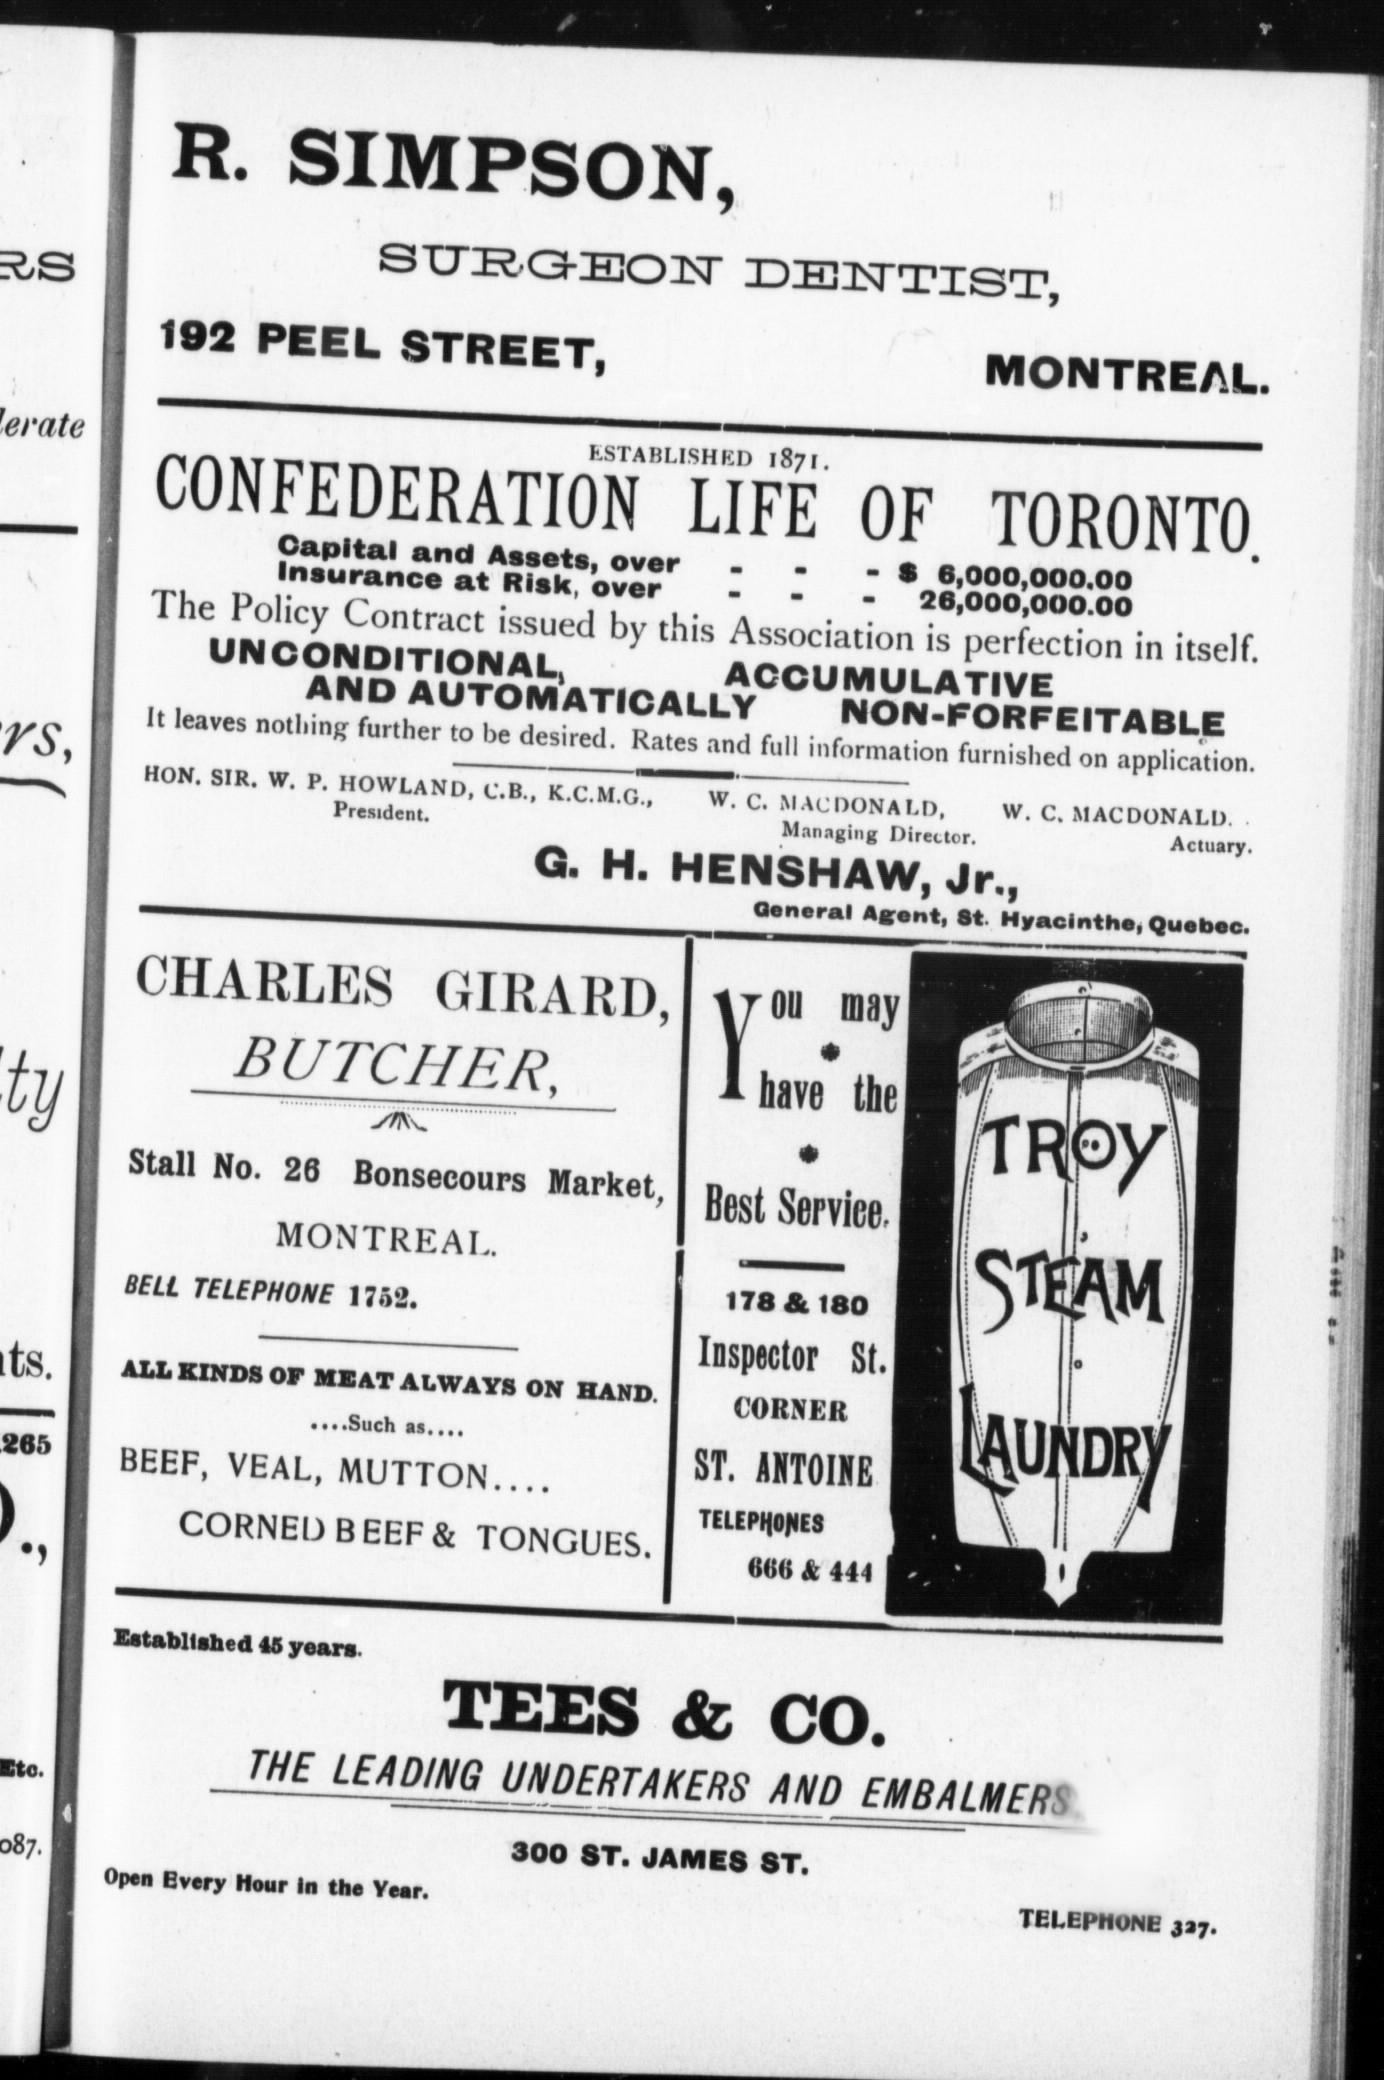 R. SIMPSON,
SURGEON DENTIST,
192 PEEL STREET, MONTREAL.
ESTABLISHED 1871.
CONFEDERATION LIFE OF TORONTO.
Capital and Assets, over - - - $ 6,000,000.00
Insurance at Risk, over - - - 26,000,000.00
The Policy Contract issued by this Association is perfection in itself.
UNCONDITIONAL, ACCUMULATIVE
AND AUTOMATICALLY NON-FORFEITABLE
It leaves nothing further to be desired. Rates and full information furnished on application.
HON. SIR. W. P. HOWLAND, C.B., K.C.M.G., W. C. MACDONALD, W. C. MACDONALD.
President. Managing Director. Actuary.
G. H. HENSHAW, Jr.,
General Agent, St. Hyacinthe, Quebec.
CHARLES GIRARD,
BUTCHER,
Stall No. 26 Bonsecours Market,
MONTREAL.
BELL TELEPHONE 1752.
ALL KINDS OF MEAT ALWAYS ON HAND.
....Such as....
BEEF, VEAL, MUTTON....
CORNED BEEF & TONGUES.
You may
have the
Best Service.
178 & 180
Inspector St.
CORNER
ST. ANTOINE
TELEPHONES
666 & 444
TROY
STEAM
LAUNDRY
Established 45 years.
TEES & CO.
THE LEADING UNDERTAKERS AND EMBALMERS
300 ST. JAMES ST.
Open Every Hour in the Year.
TELEPHONE 327.